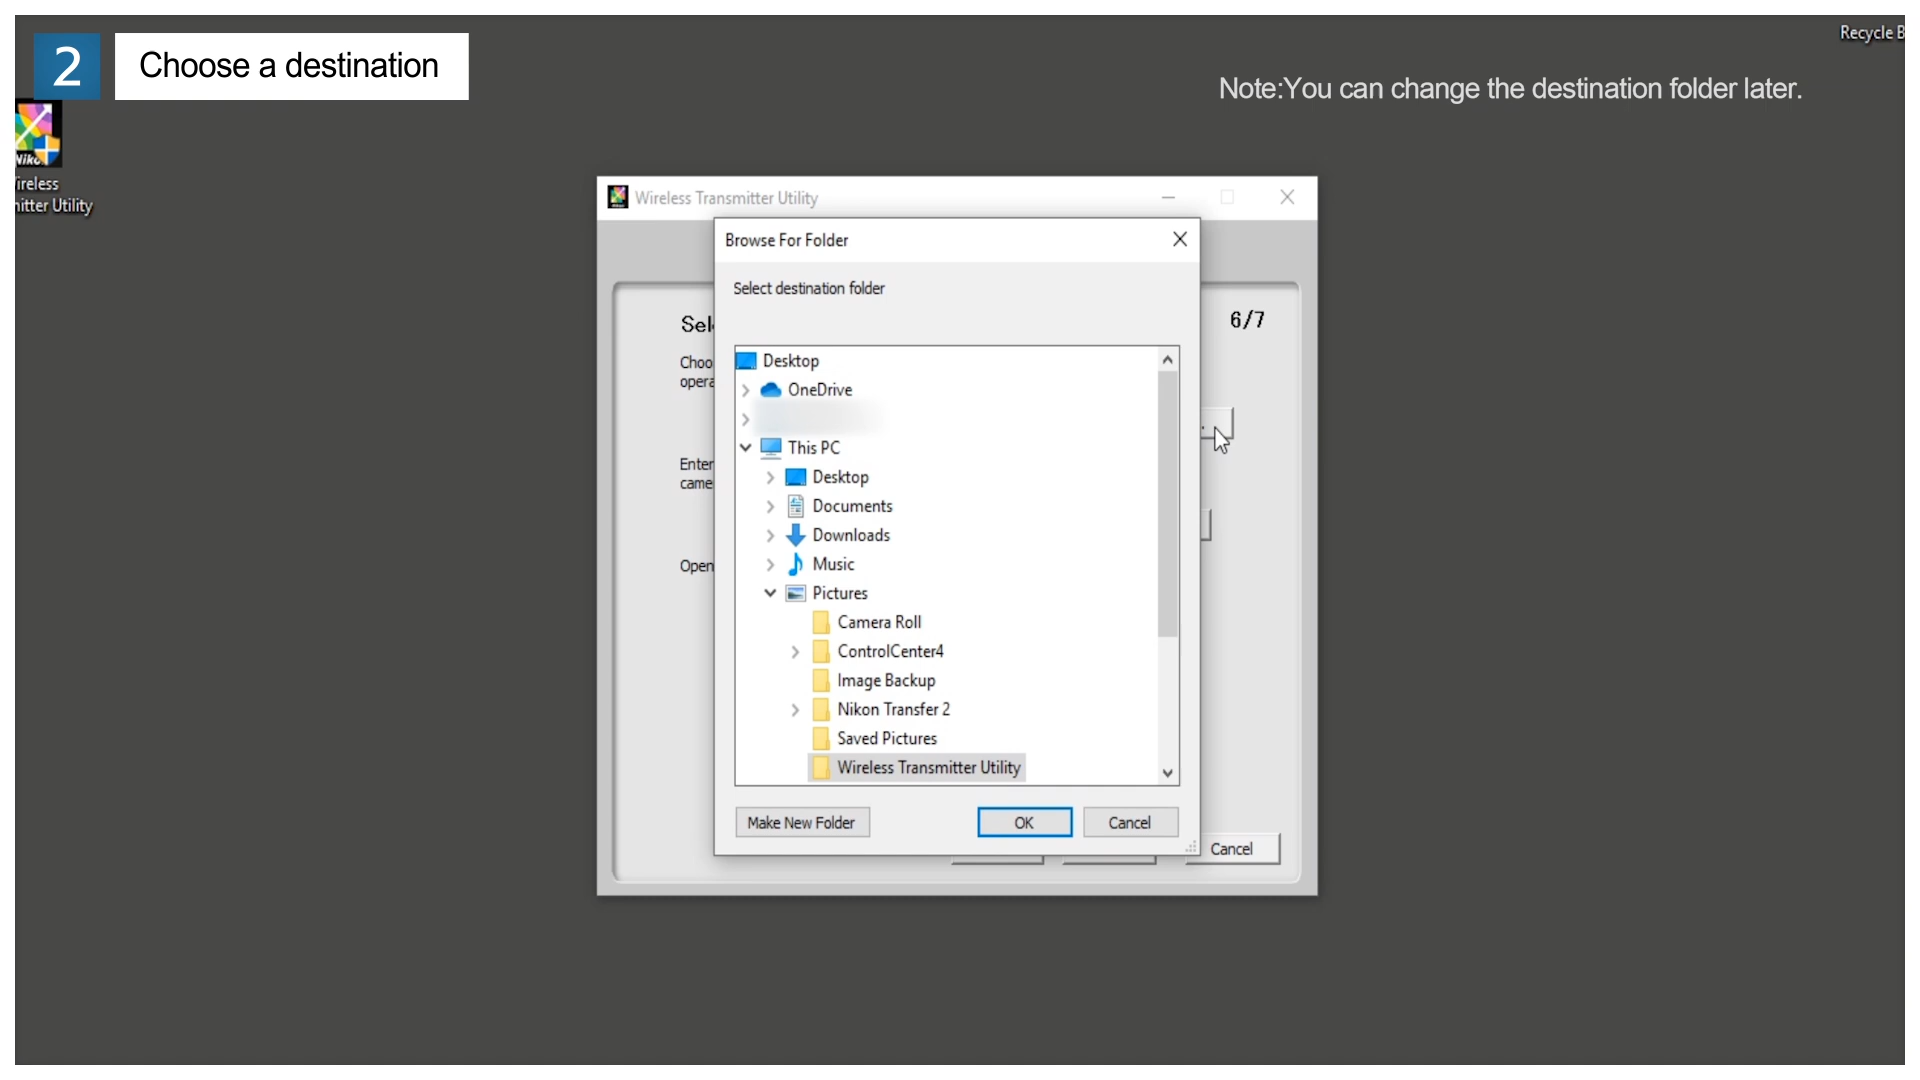 2
Choose a destination
Recycle B
Note:You can change the destination folder later.
Niko
ireless
nitter Utility
Wireless Transmitter Utility
Browse For Folder
Select destination folder
Sel
6/7
Choo
opera
Desktop
OneDrive
This PC
Enter
came
Desktop
Documents
Downloads
Open
Music
Pictures
Camera Roll
ControlCenter4
Image Backup
Nikon Transfer 2
Saved Pictures
Wireless Transmitter Utility
Make New Folder
OK
Cancel
Cancel